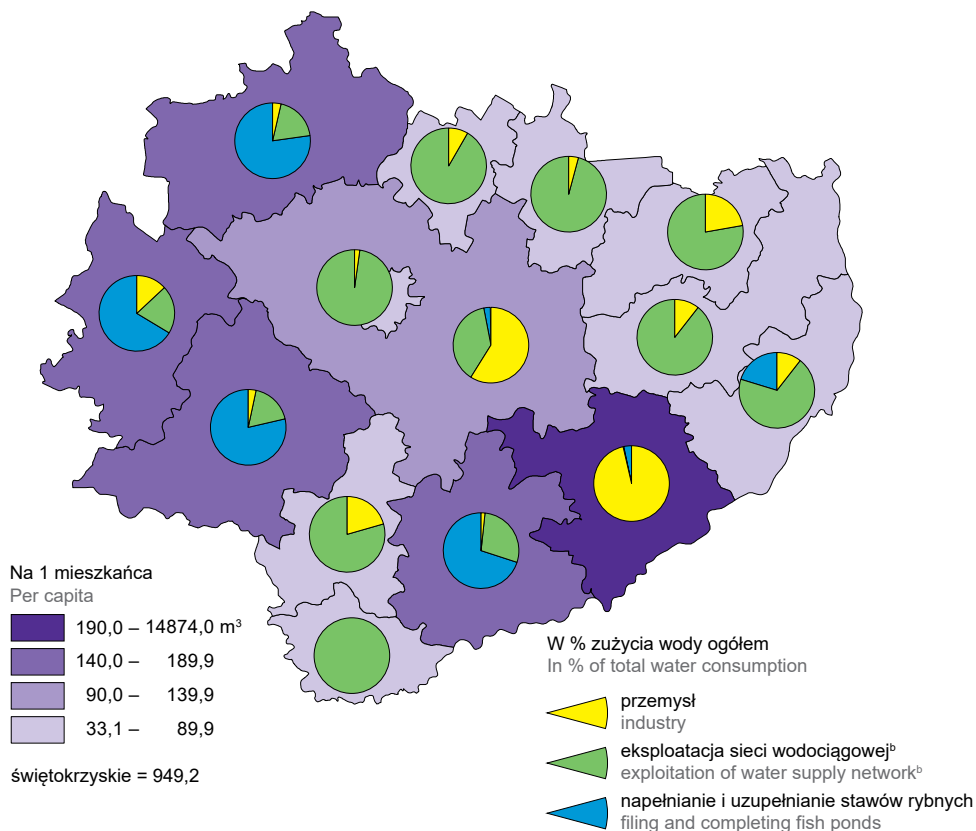 Na 1 mieszkańca
Per capita
190,0 – 14874,0 m³
140,0 – 189,9
90,0 – 139,9
33,1 – 89,9
świętokrzyskie = 949,2
W % zużycia wody ogółem
In % of total water consumption
przemysł
industry
eksploatacja sieci wodociągowejᵇ
exploitation of water supply networkᵇ
napełnianie i uzupełnianie stawów rybnych
filing and completing fish ponds